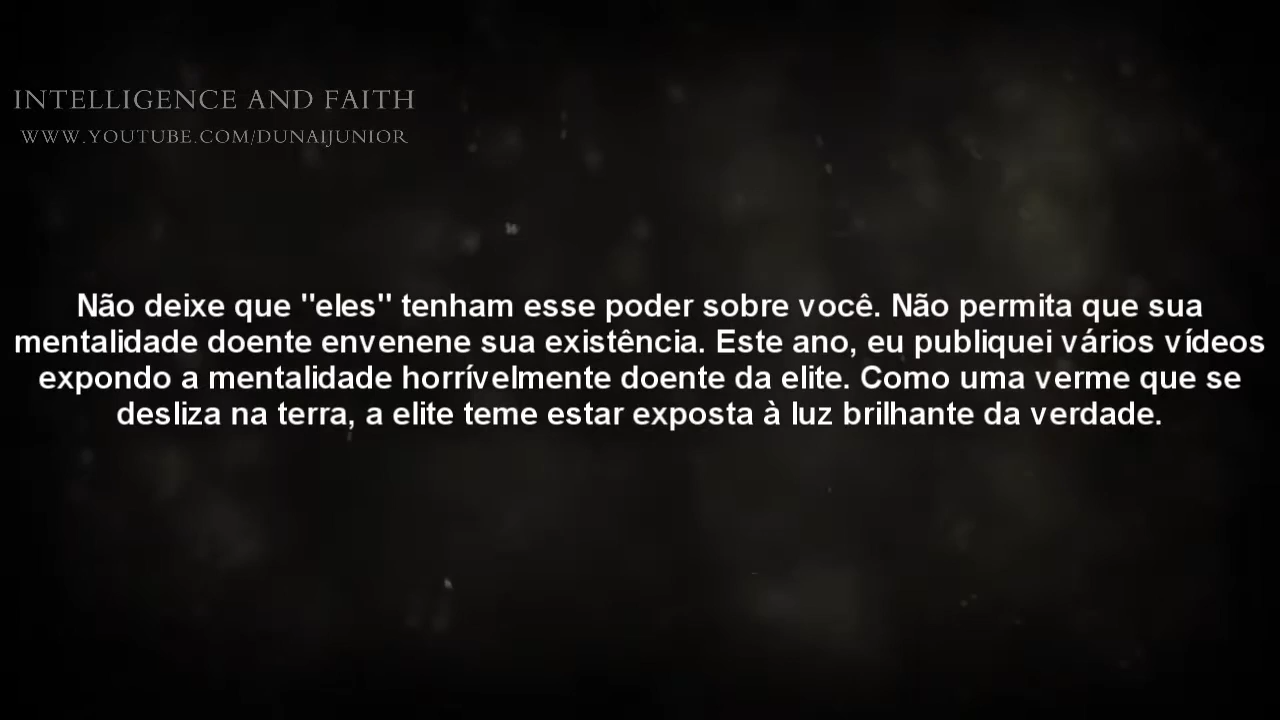 INTELLIGENCE AND FAITH
WWW.YOUTUBE.COM/DUNAIJUNIOR
Não deixe que "eles" tenham esse poder sobre você. Não permita que sua
mentalidade doente envenene sua existência. Este ano, eu publiquei vários vídeos
expondo a mentalidade horrívelmente doente da elite. Como uma verme que se
desliza na terra, a elite teme estar exposta à luz brilhante da verdade.